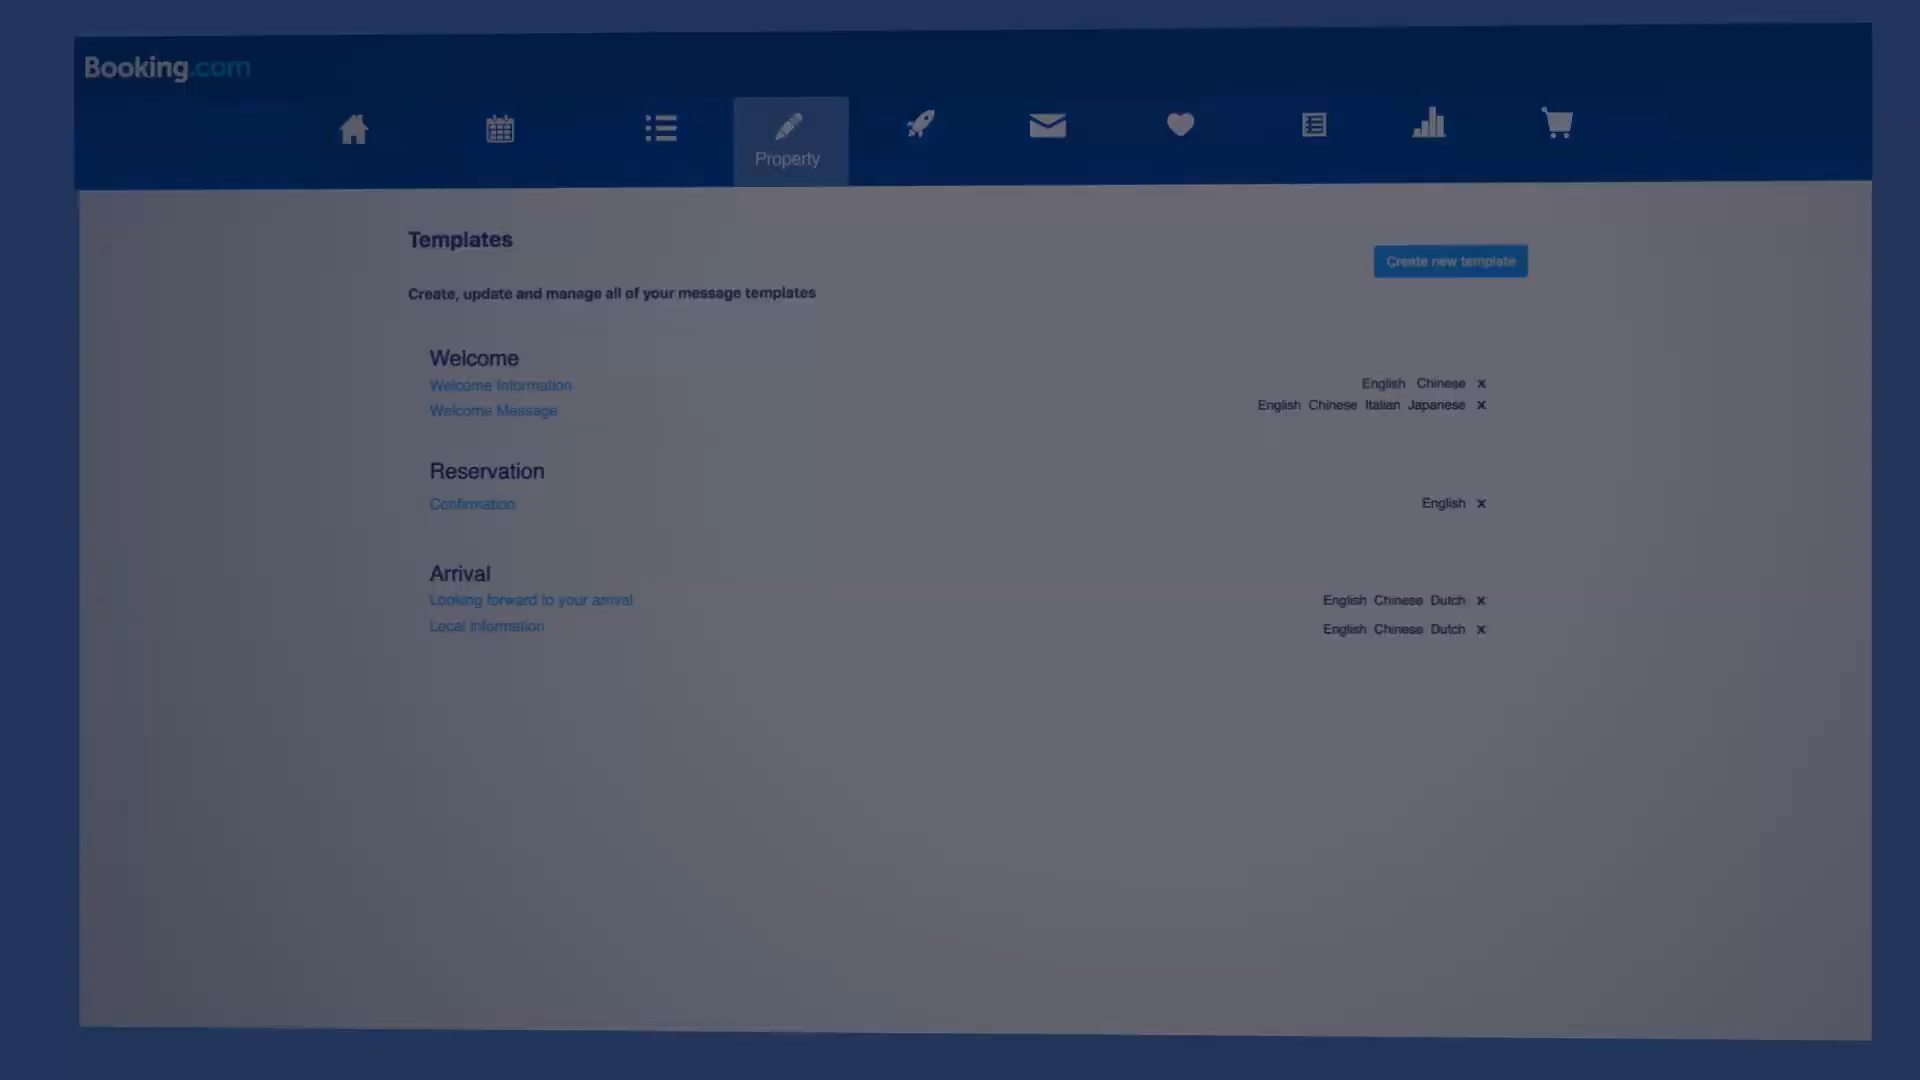 Booking.com
Property
Templates
Create new template
Create, update and manage all of your message templates
Welcome
Welcome Information
English Chinese x
Welcome Message
English Chinese Italian Japanese x
Reservation
Confirmation
English x
Arrival
Looking forward to your arrival
English Chinese Dutch x
Local information
English Chinese Dutch x